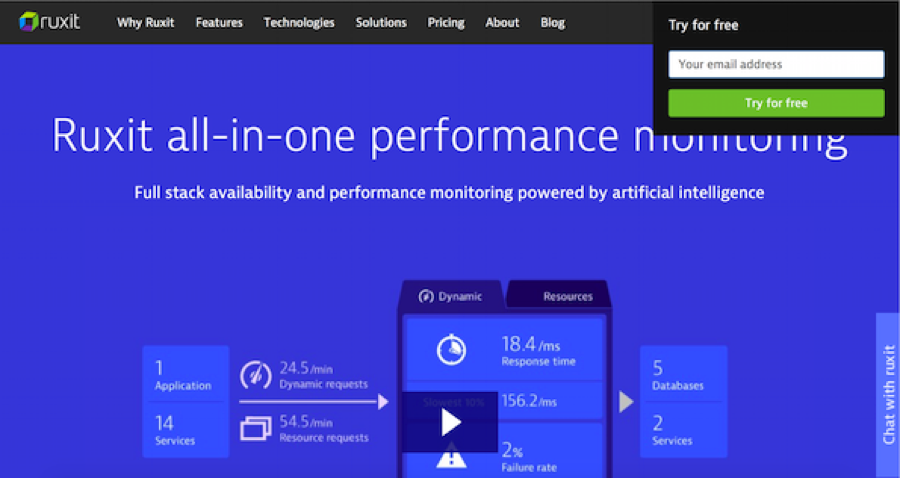 ruxit
Why Ruxit Features Technologies Solutions Pricing About Blog
Try for free
Your email address
Try for free
Ruxit all-in-one performance monitoring
Full stack availability and performance monitoring powered by artificial intelligence
Dynamic
Resources
1
Application
14
Services
24.5/min
Dynamic requests
54.5/min
Resource requests
18.4/ms
Response time
Slowest 10%
156.2/ms
2%
Failure rate
5
Databases
2
Services
Chat with ruxit